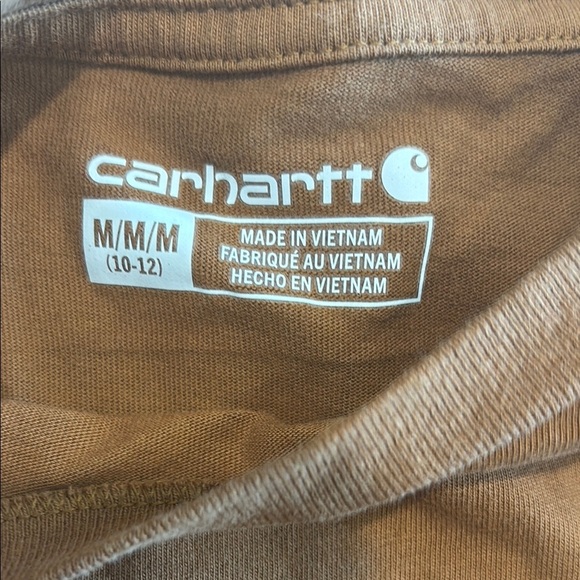 carhartt
M/M/M
(10-12)
MADE IN VIETNAM
FABRIQUÉ AU VIETNAM
HECHO EN VIETNAM